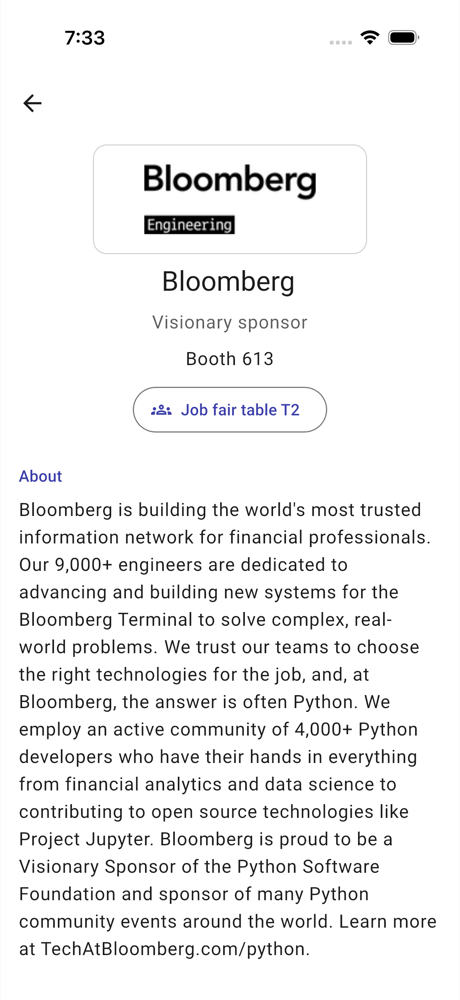 7:33
Bloomberg
Engineering
Bloomberg
Visionary sponsor
Booth 613
Job fair table T2
About
Bloomberg is building the world's most trusted
information network for financial professionals.
Our 9,000+ engineers are dedicated to
advancing and building new systems for the
Bloomberg Terminal to solve complex, real-
world problems. We trust our teams to choose
the right technologies for the job, and, at
Bloomberg, the answer is often Python. We
employ an active community of 4,000+ Python
developers who have their hands in everything
from financial analytics and data science to
contributing to open source technologies like
Project Jupyter. Bloomberg is proud to be a
Visionary Sponsor of the Python Software
Foundation and sponsor of many Python
community events around the world. Learn more
at TechAtBloomberg.com/python.